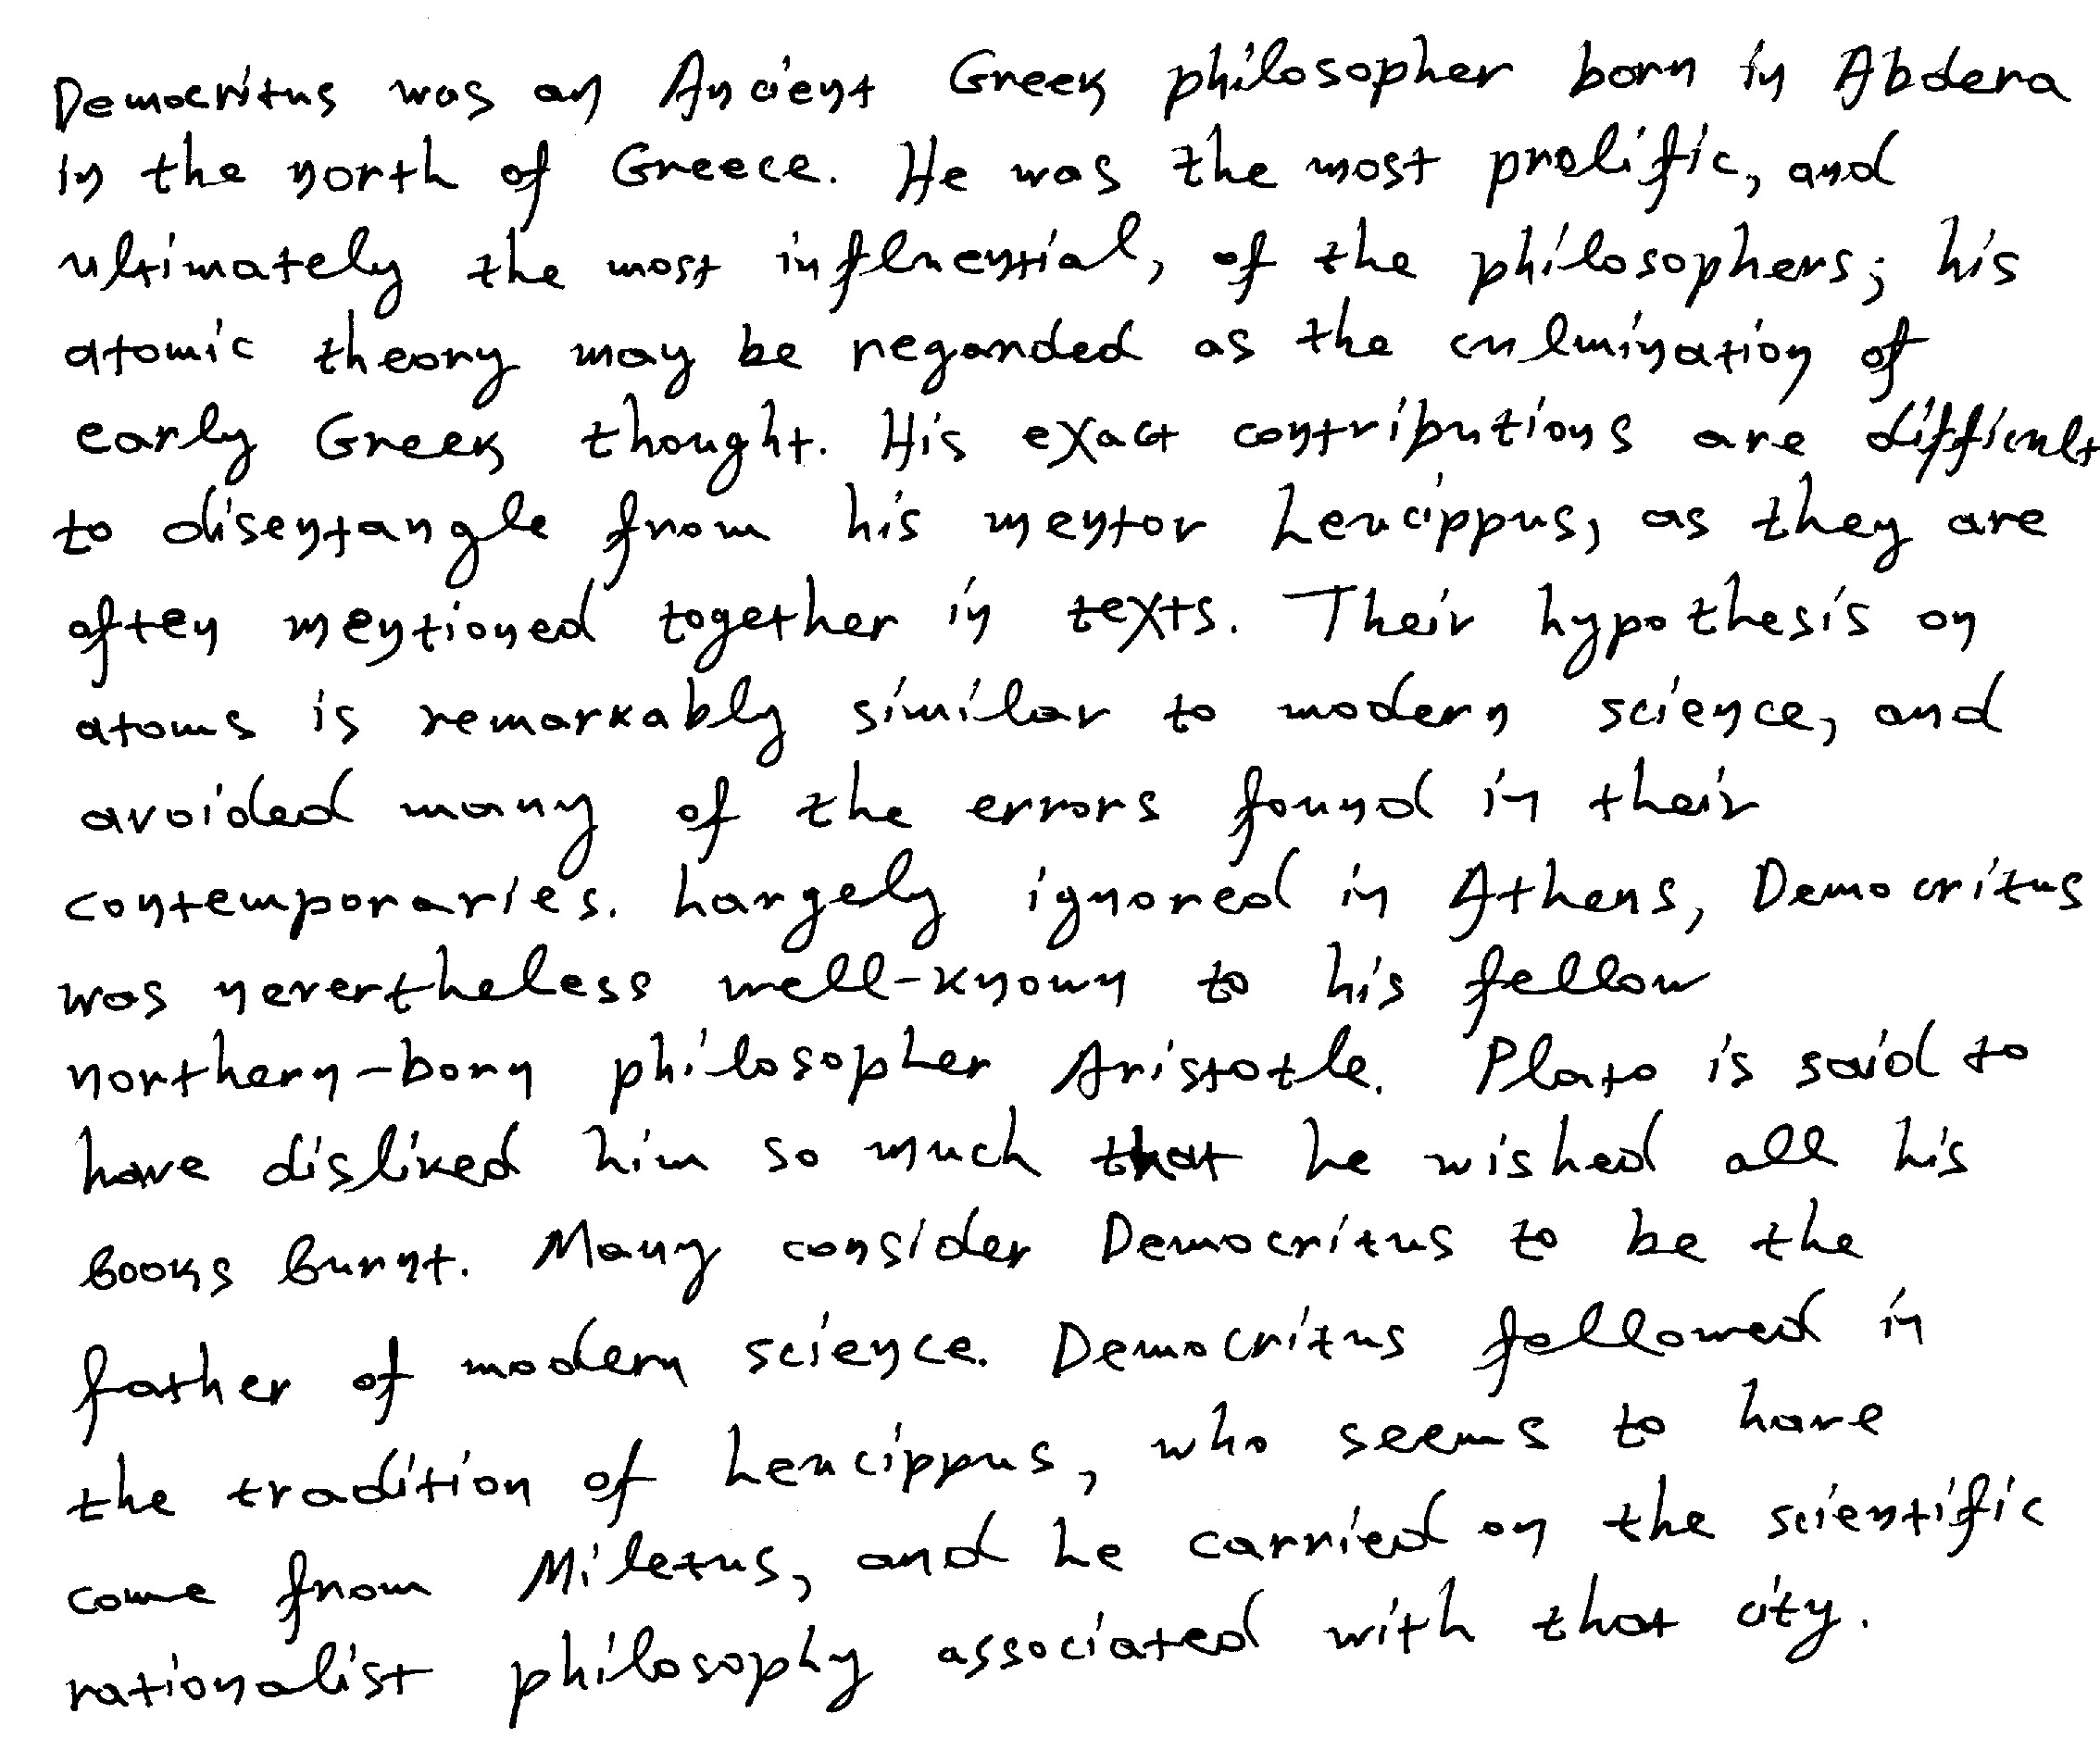 Democritus was an Ancient Greek philosopher born in Abdera
in the north of Greece. He was the most prolific, and
ultimately the most influential, of the philosophers; his
atomic theory may be regarded as the culmination of
early Greek thought. His exact contributions are difficult
to disentangle from his mentor Leucippus, as they are
often mentioned together in texts. Their hypothesis on
atoms is remarkably similar to modern science, and
avoided many of the errors found in their
contemporaries. Largely ignored in Athens, Democritus
was nevertheless well-known to his fellow
northern-born philosopher Aristotle. Plato is said to
have disliked him so much that he wished all his
books burnt. Many consider Democritus to be the
father of modern science. Democritus followed in
the tradition of Leucippus, who seems to have
come from Miletus, and he carried on the scientific
rationalist philosophy associated with that city.